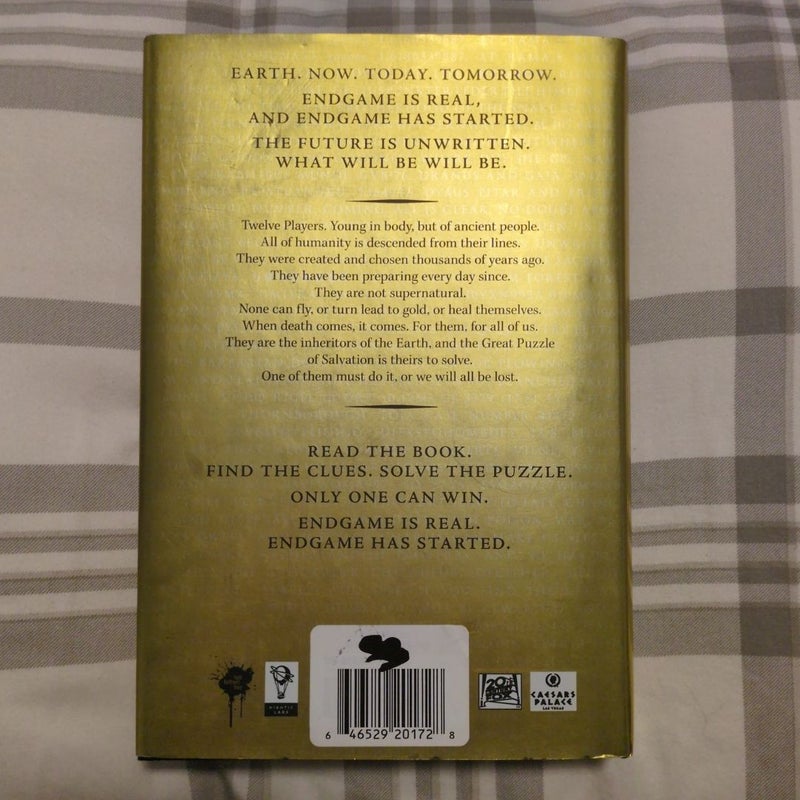 EARTH. NOW. TODAY. TOMORROW.
ENDGAME IS REAL,
AND ENDGAME HAS STARTED.
THE FUTURE IS UNWRITTEN.
WHAT WILL BE WILL BE.
Twelve Players. Young in body, but of ancient people.
All of humanity is descended from their lines.
They were created and chosen thousands of years ago.
They have been preparing every day since.
They are not supernatural.
None can fly, or turn lead to gold, or heal themselves.
When death comes, it comes. For them, for all of us.
They are the inheritors of the Earth, and the Great Puzzle
of Salvation is theirs to solve.
One of them must do it, or we will all be lost.
READ THE BOOK.
FIND THE CLUES. SOLVE THE PUZZLE.
ONLY ONE CAN WIN.
ENDGAME IS REAL.
ENDGAME HAS STARTED.
NIANTIC
LABS
20TH
CENTURY
FOX
CAESARS
PALACE
LAS VEGAS
6 46529 20172 8